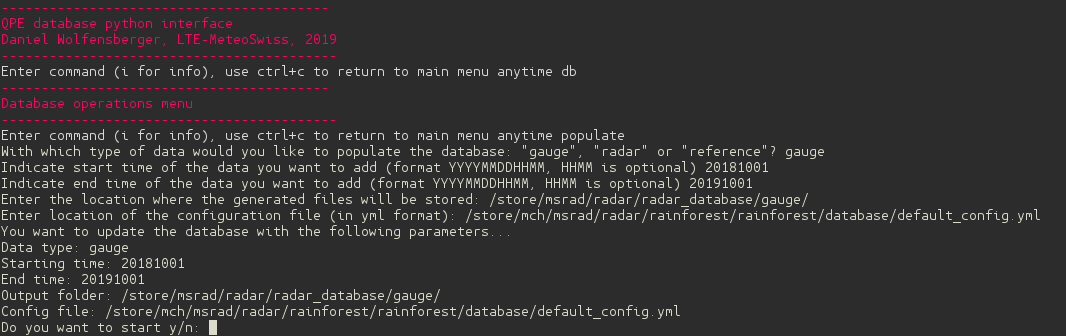 ----------------------------------------
QPE database python interface
Daniel Wolfensberger, LTE-MeteoSwiss, 2019
-----------------------------------------
Enter command (i for info), use ctrl+c to return to main menu anytime db
----------------------------------------
Database operations menu
-----------------------------------------
Enter command (i for info), use ctrl+c to return to main menu anytime populate
With which type of data would you like to populate the database: "gauge", "radar" or "reference"? gauge
Indicate start time of the data you want to add (format YYYYMMDDHHMM, HHMM is optional) 20181001
Indicate end time of the data you want to add (format YYYYMMDDHHMM, HHMM is optional) 20191001
Enter the location where the generated files will be stored: /store/msrad/radar/radar_database/gauge/
Enter location of the configuration file (in yml format): /store/mch/msrad/radar/rainforest/rainforest/database/default_config.yml
You want to update the database with the following parameters...
Data type: gauge
Starting time: 20181001
End time: 20191001
Output folder: /store/msrad/radar/radar_database/gauge/
Config file: /store/mch/msrad/radar/rainforest/rainforest/database/default_config.yml
Do you want to start y/n: